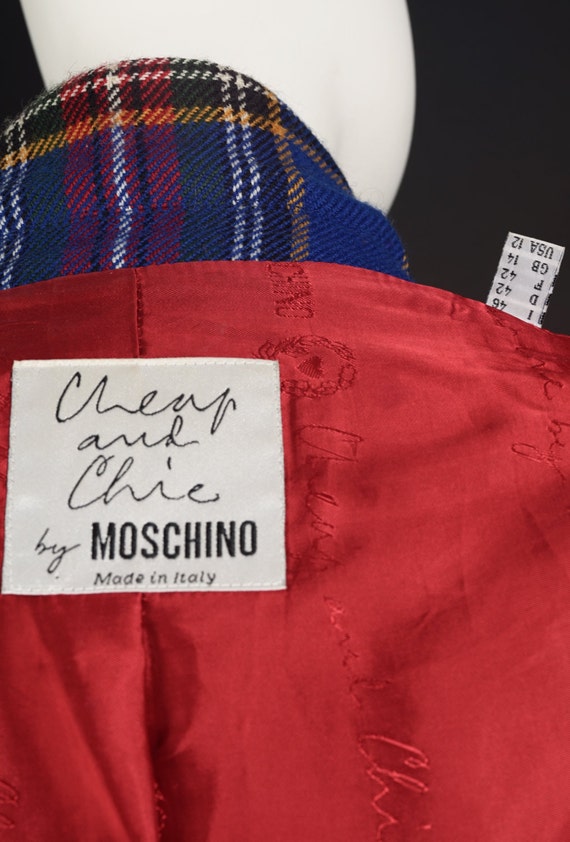 Cheap
and
Chic
by MOSCHINO
Made in Italy
I 46
D 42
F 42
GB 14
USA 12